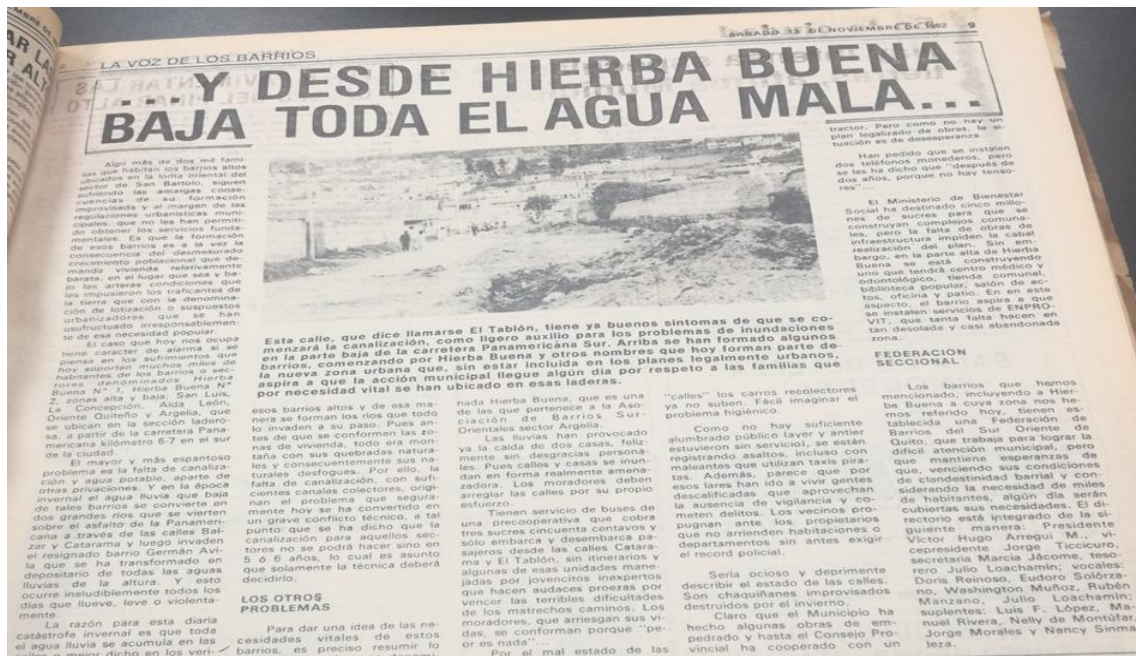 SABADO DE NOVIEMBRE DE 1982 9
LA VOZ DE LOS BARRIOS
...Y DESDE HIERBA BUENA
BAJA TODA EL AGUA MALA...
Algo más de dos mil fami-
lias que habitan los barrios altos
ubicados en la loma oriental del
sector de San Bartolo, siguen
sufriendo las amargas conse-
cuencias de su formación
improvisada y al margen de las
regulaciones urbanísticas muni-
cipales, que no les han permiti-
do obtener los servicios funda-
mentales. Es que la formación
de esos barrios es a la vez la
consecuencia del desmesurado
crecimiento poblacional que de-
manda vivienda relativamente
barata, en el lugar que sea y ba-
jo las arteras condiciones que
les impusieron los traficantes de
la tierra que con la denomina-
ción de lotización o supuestos
urbanizadores que se han
usufructuado irresponsablemen-
te de esa necesidad popular.
El caso que hoy nos ocupa
tiene caracter de alarma si se
piensa en los sufrimientos que
hoy soportan muchos miles de
habitantes de los barrios o sec-
tores denominados Hierba
Buena Nº 1, Hierba Buena Nº
2, zonas alta y baja, San Luis,
La Concepción, Aida León,
Oriente Quiteño y Argelia, que
se ubican en la sección ladero-
sa, a partir de la carretera Pana-
mericana kilómetro 6-7 en el sur
de la ciudad.
El mayor y más espantoso
problema es la falta de canaliza-
ción y agua potable, aparte de
otras privaciones. Y en la época
invernal el agua lluvia que baja
de tales barrios se convierte en
dos grandes ríos que se vierten
sobre el asfalto de la Panameri-
cana a través de las calles Bal-
zar y Catarama y luego invaden
el resignado barrio Germán Avi-
la que se ha transformado en
depositario de todas las aguas
lluvias de la altura. Y esto
ocurre ineludiblemente todos los
días que llueve, leve o violenta-
mente.
La razón para esta diaria
catástrofe invernal es que toda
el agua lluvia se acumula en las
calles o mejor dicho en los veri-
Esta calle, que dice llamarse El Tablón, tiene ya buenos síntomas de que se co-
menzará la canalización, como ligero auxilio para los problemas de inundaciones
en la parte baja de la carretera Panamericana Sur. Arriba se han formado algunos
barrios, comenzando por Hierba Buena y otros nombres que hoy forman parte de
la nueva zona urbana que, sin estar incluida en los planes legalmente urbanos,
aspira a que la acción municipal llegue algún día por respeto a las familias que
por necesidad vital se han ubicado en esas laderas.
esos barrios altos y de esa ma-
nera se forman los ríos que todo
lo invaden a su paso. Pues an-
tes de que se conformen las zo-
nas de vivienda, todo era mon-
taña con sus quebradas natura-
les y consecuentemente sus na-
turales desfogues. Por ello, la
falta de canalización, con sufi-
cientes canales colectores, origi-
nan el problema que segura-
mente hoy se ha convertido en
un grave conflicto técnico, a tal
punto que se ha dicho que la
canalización para aquellos sec-
tores no se podrá hacer sino en
5 ó 6 años, lo cual es asunto
que solamente la técnica deberá
decidirlo.
LOS OTROS
PROBLEMAS
Para dar una idea de las ne-
cesidades vitales de estos
barrios, es preciso resumir lo
nada Hierba Buena, que es una
de las que pertenece a la Aso-
ciación de Barrios Sur-
Orientales sector Argelia.
Las lluvias han provocado
ya la caída de dos casas, feliz-
mente sin desgracias persona-
les. Pues calles y casas se inun-
dan en forma realmente amena-
zadora. Los moradores deben
arreglar las calles por su propio
esfuerzo.
Tienen servicio de buses de
una precooperativa que cobra
tres sucres cincuenta centavos y
sólo embarca y desembarca pa-
sajeros desde las calles Catara-
ma y El Tablón, sin itinerarios y
algunas de esas unidades mane-
jadas por jovencitos inexpertos
que hacen audaces proezas por
vencer las terribles dificultades
de los matrechos caminos. Los
moradores, que arriesgan sus vi-
das, se conforman porque "pe-
or es nada"...
Por el mal estado de las
"calles" los carros recolectores
ya no suben. Fácil imaginar el
problema higiénico.
Como no hay suficiente
alumbrado público (ayer y antier
estuvieron sin servicio), se están
registrando asaltos, incluso con
maleantes que utilizan taxis pira-
tas. Además, parece que por
esos lares han ido a vivir gentes
descalificadas que aprovechan
la ausencia de vigilancia y co-
meten delitos. Los vecinos pro-
pugnan ante los propietarios
que no arrienden habitaciones o
departamentos sin antes exigir
el record policial.
Sería ocioso y deprimente
describir el estado de las calles.
Son chaquiñanes improvisados
destruídos por el invierno.
Claro que el Municipio ha
hecho algunas obras de em-
pedrado y hasta el Consejo Pro-
vincial ha cooperado con un
tractor. Pero como no hay un
plan legalizado de obras, la si-
tuación es de desesperanza.
Han pedido que se instalen
dos teléfonos monederos, pero
se les ha dicho que "después de
dos años, porque no hay tenso-
res"...
El Ministerio de Bienestar
Social ha destinado cinco millo-
nes de sucres para que se
construyan complejos comuna-
les, pero la falta de obras de
infraestructura impiden la cabal
realización del plan. Sin em-
bargo, en la parte alta de Hierba
Buena se está construyendo
uno que tendrá centro médico y
odontológico, tienda comunal,
biblioteca popular, salón de ac-
tos, oficina y patio. En en este
aspecto, el barrio aspira a que
se instalen servicios de ENPRO-
VIT, que tanta falta hacen en
tan desolada y casi abandonada
zona.
FEDERACION
SECCIONAL
Los barrios que hemos
mencionado, incluyendo a Hier-
ba Buena a cuya zona nos he-
mos referido hoy, tienen es-
tablecida una Federación de
Barrios del Sur Oriente de
Quito, que trabaja para lograr la
difícil atención municipal, pero
que mantiene esperanzas de
que, venciendo sus condiciones
de clandestinidad barrial y con-
siderando la necesidad de miles
de habitantes, algún día serán
cubiertas sus necesidades. El di-
rectorio está integrado de la si-
guiente manera: Presidente
Víctor Hugo Arregui M., vi-
cepresidente Jorge Ticcicuro,
secretaria Marcia Jácome, teso-
rero Julio Loachamin; vocales:
Doris Reinoso, Eudoro Solórza-
no, Washington Muñoz, Rubén
Manzano, Julio Loachamin;
suplentes: Luis F. López, Ma-
nuel Rivera, Nelly de Montúfar,
Jorge Morales y Nancy Sinma
leza.